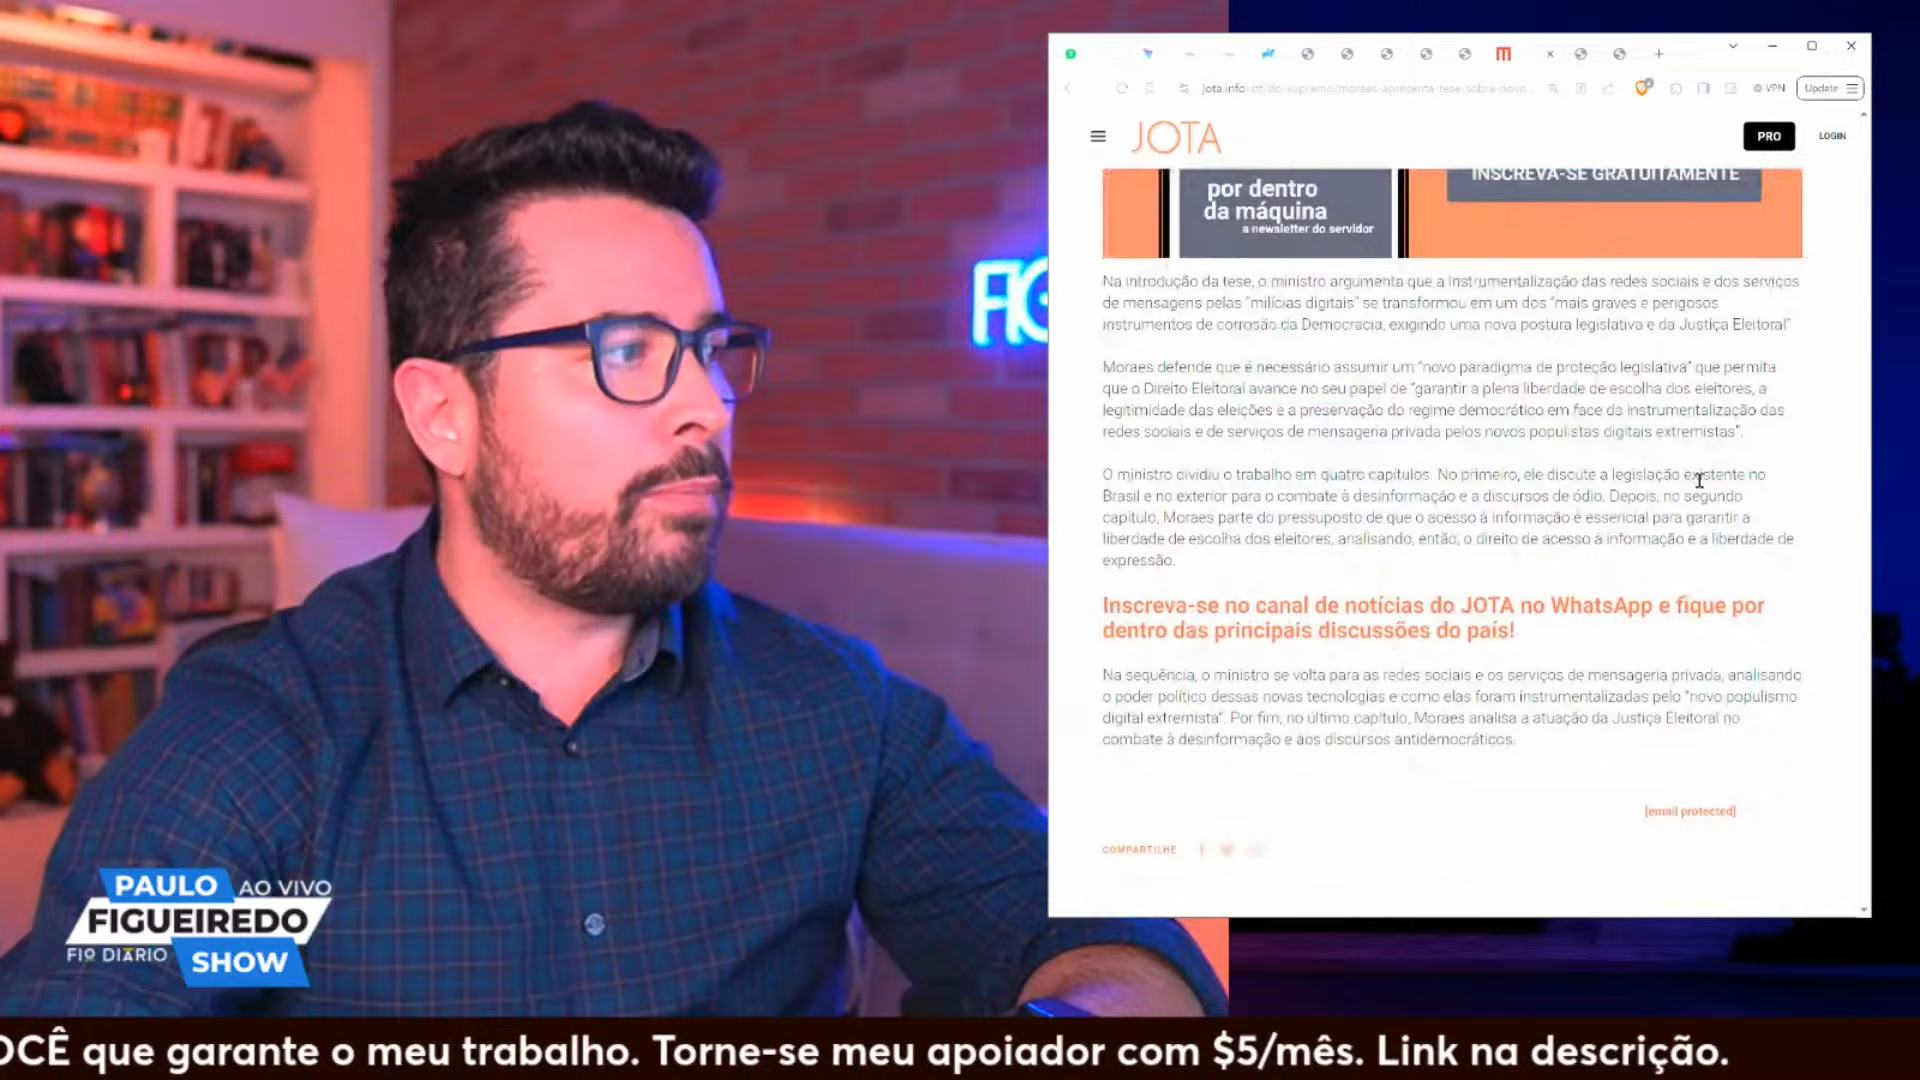 FIG
VPN
Update
jota.info
JOTA
PRO
LOGIN
por dentro
da máquina
a newsletter do servidor
INSCREVA-SE GRATUITAMENTE
Na introdução da tese, o ministro argumenta que a instrumentalização das redes sociais e dos serviços
de mensagens pelas “milícias digitais” se transformou em um dos “mais graves e perigosos
instrumentos de corrosão da Democracia, exigindo uma nova postura legislativa e da Justiça Eleitoral”
Moraes defende que é necessário assumir um “novo paradigma de proteção legislativa” que permita
que o Direito Eleitoral avance no seu papel de “garantir a plena liberdade de escolha dos eleitores, a
legitimidade das eleições e a preservação do regime democrático em face da instrumentalização das
redes sociais e de serviços de mensageria privada pelos novos populistas digitais extremistas”.
O ministro dividiu o trabalho em quatro capítulos. No primeiro, ele discute a legislação existente no
Brasil e no exterior para o combate à desinformação e a discursos de ódio. Depois, no segundo
capítulo, Moraes parte do pressuposto de que o acesso à informação é essencial para garantir a
liberdade de escolha dos eleitores, analisando, então, o direito de acesso à informação e a liberdade de
expressão.
Inscreva-se no canal de notícias do JOTA no WhatsApp e fique por
dentro das principais discussões do país!
Na sequência, o ministro se volta para as redes sociais e os serviços de mensageria privada, analisando
o poder político dessas novas tecnologias e como elas foram instrumentalizadas pelo “novo populismo
digital extremista”. Por fim, no último capítulo, Moraes analisa a atuação da Justiça Eleitoral no
combate à desinformação e aos discursos antidemocráticos.
[email protected]
COMPARTILHE
PAULO AO VIVO
FIGUEIREDO
FIO DIÁRIO SHOW
OCÊ que garante o meu trabalho. Torne-se meu apoiador com $5/mês. Link na descrição.